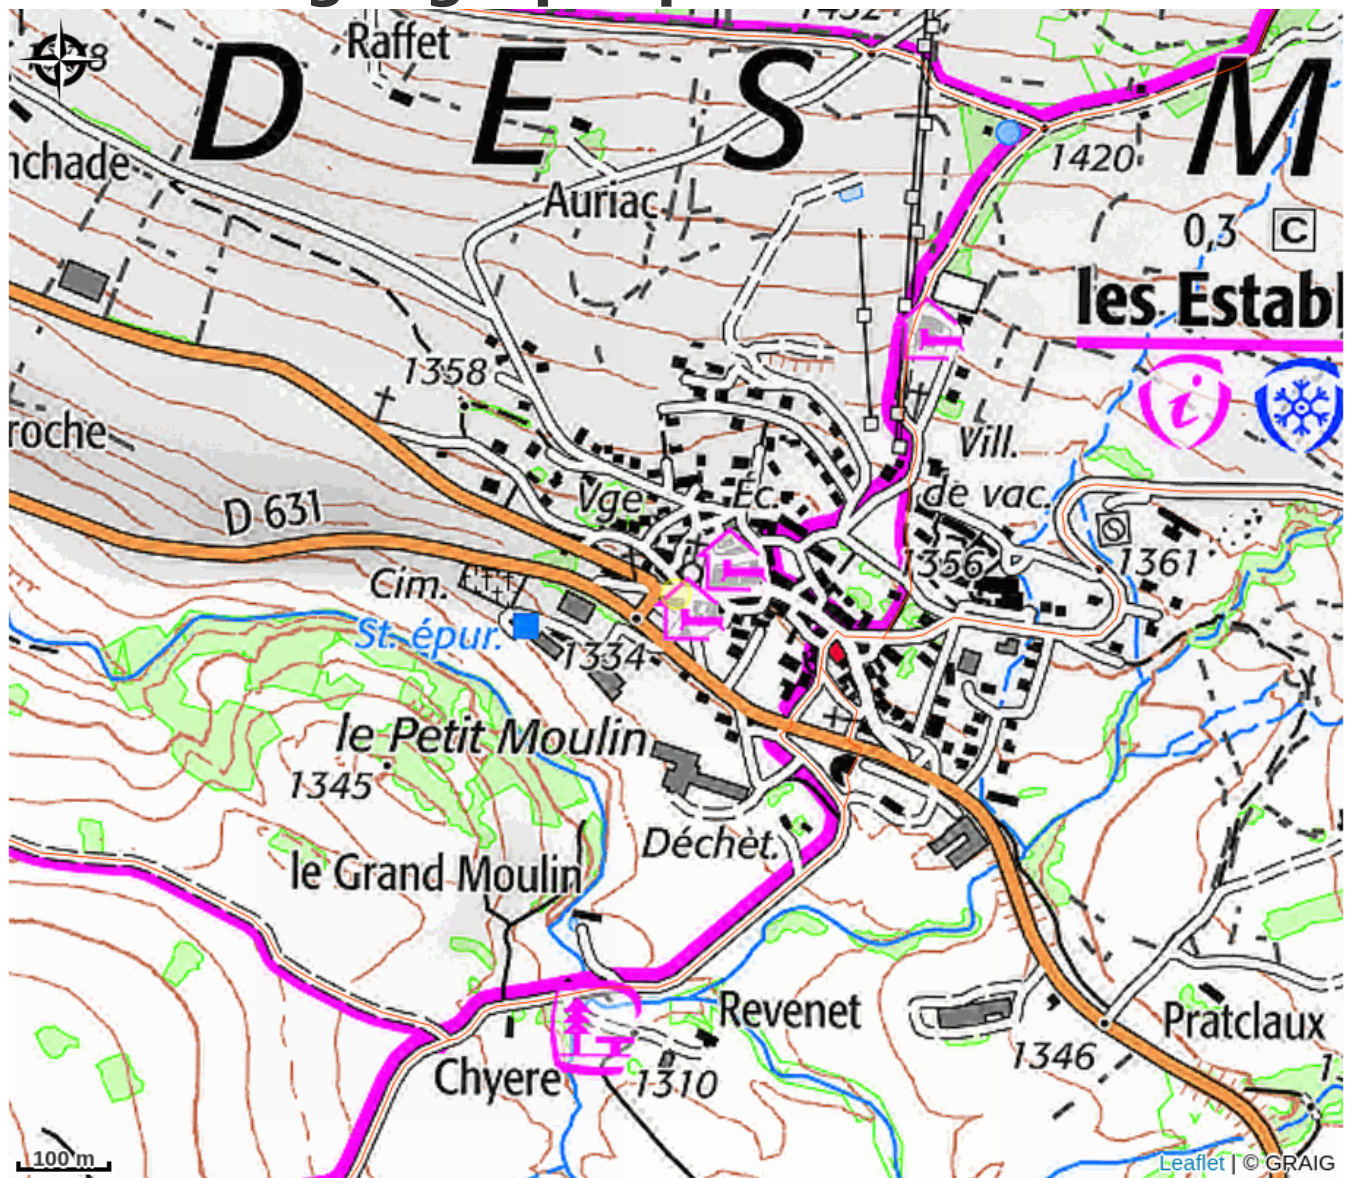 Raffet
D E S M
nchade
1420
Auriac
0,3 C
les Establ
1358
i
roche
Vill.
de vac.
Vge
Éc.
D 631
1356
1361
Cim.
St. épur.
1334
le Petit Moulin
1345
Déchèt.
le Grand Moulin
Revenet
Pratclaux
1346
Chyere
1310
100 m
Leaflet | © GRAIG